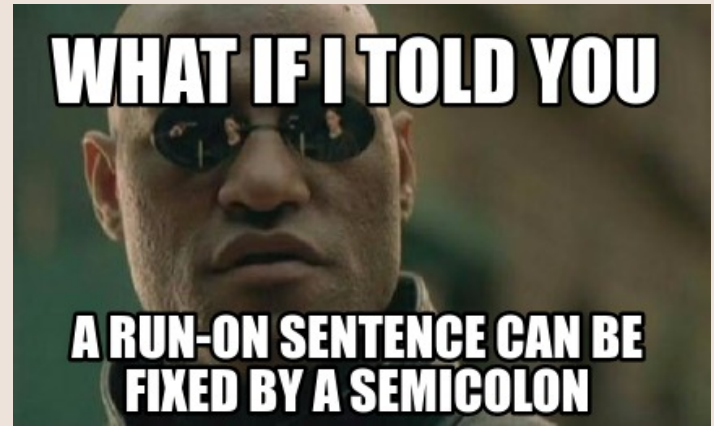 WHAT IF I TOLD YOU
A RUN-ON SENTENCE CAN BE
FIXED BY A SEMICOLON